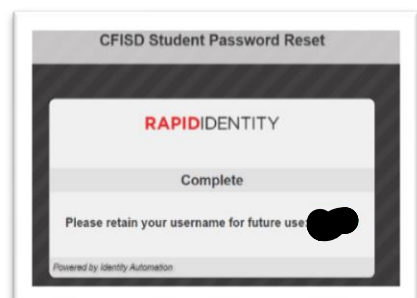 CFISD Student Password Reset
RAPIDIDENTITY
Complete
Please retain your username for future use:
Powered by Identity Automation